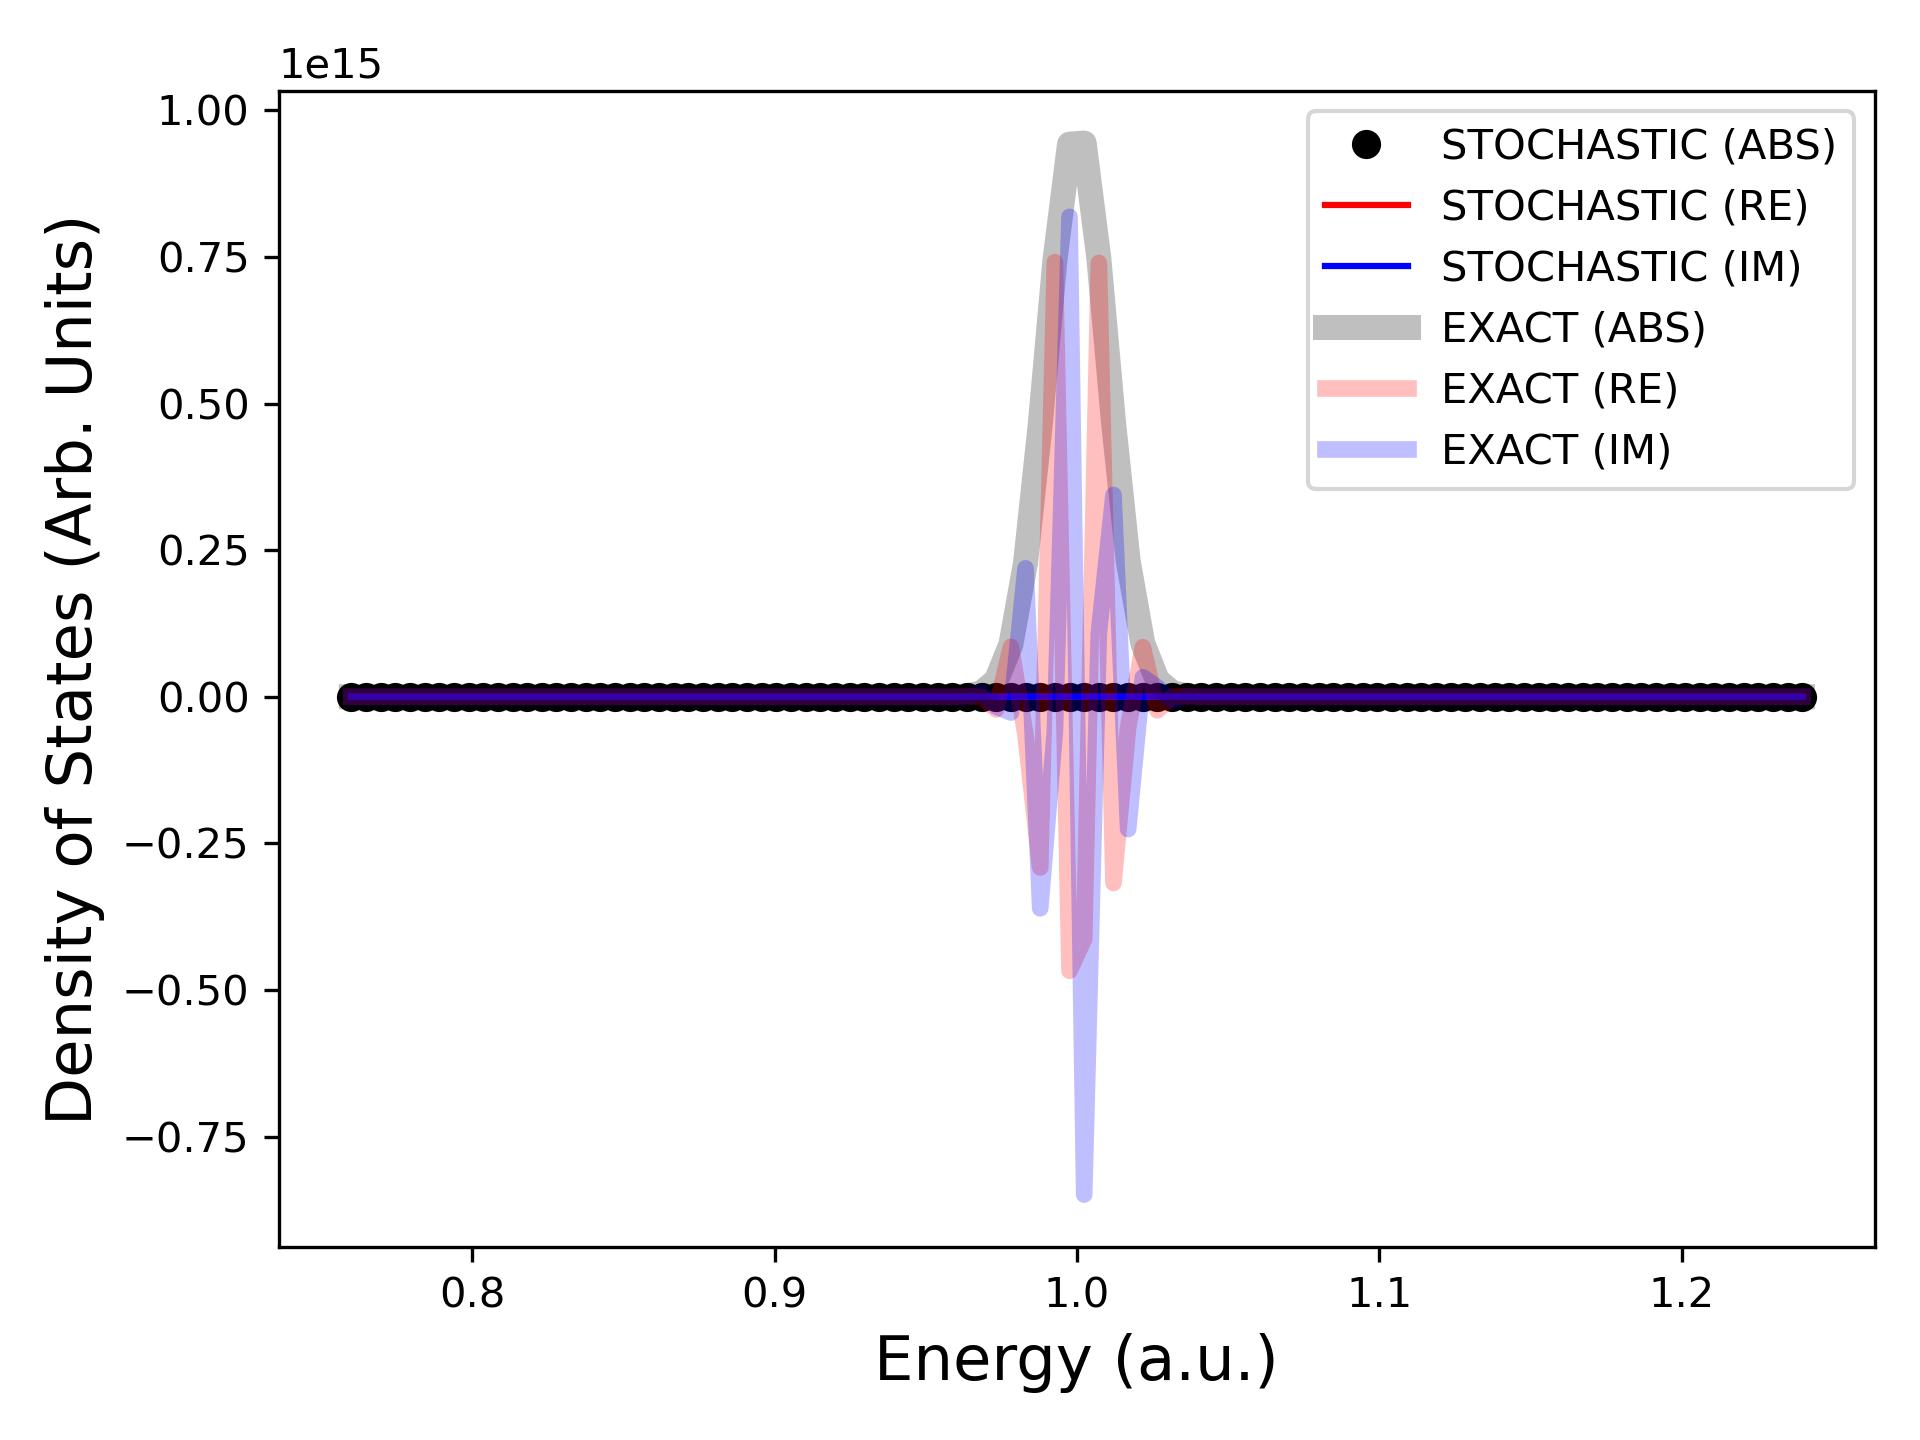 1e15
1.00
0.75
0.50
0.25
0.00
−0.25
−0.50
−0.75
Density of States (Arb. Units)
STOCHASTIC (ABS)
STOCHASTIC (RE)
STOCHASTIC (IM)
EXACT (ABS)
EXACT (RE)
EXACT (IM)
0.8 0.9 1.0 1.1 1.2
Energy (a.u.)